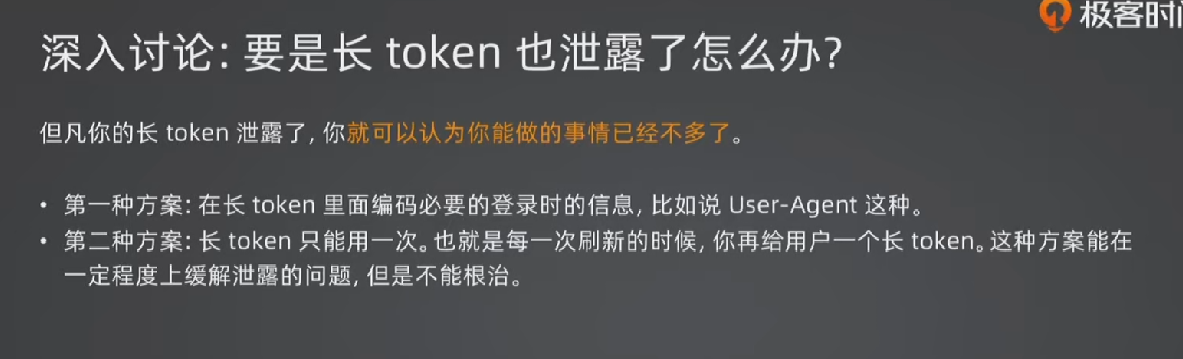 极客时间
深入讨论：要是长 token 也泄露了怎么办？
但凡你的长 token 泄露了，你就可以认为你能做的事情已经不多了。
• 第一种方案：在长 token 里面编码必要的登录时的信息，比如说 User-Agent 这种。
• 第二种方案：长 token 只能用一次。也就是每一次刷新的时候，你再给用户一个长 token。这种方案能在
一定程度上缓解泄露的问题，但是不能根治。